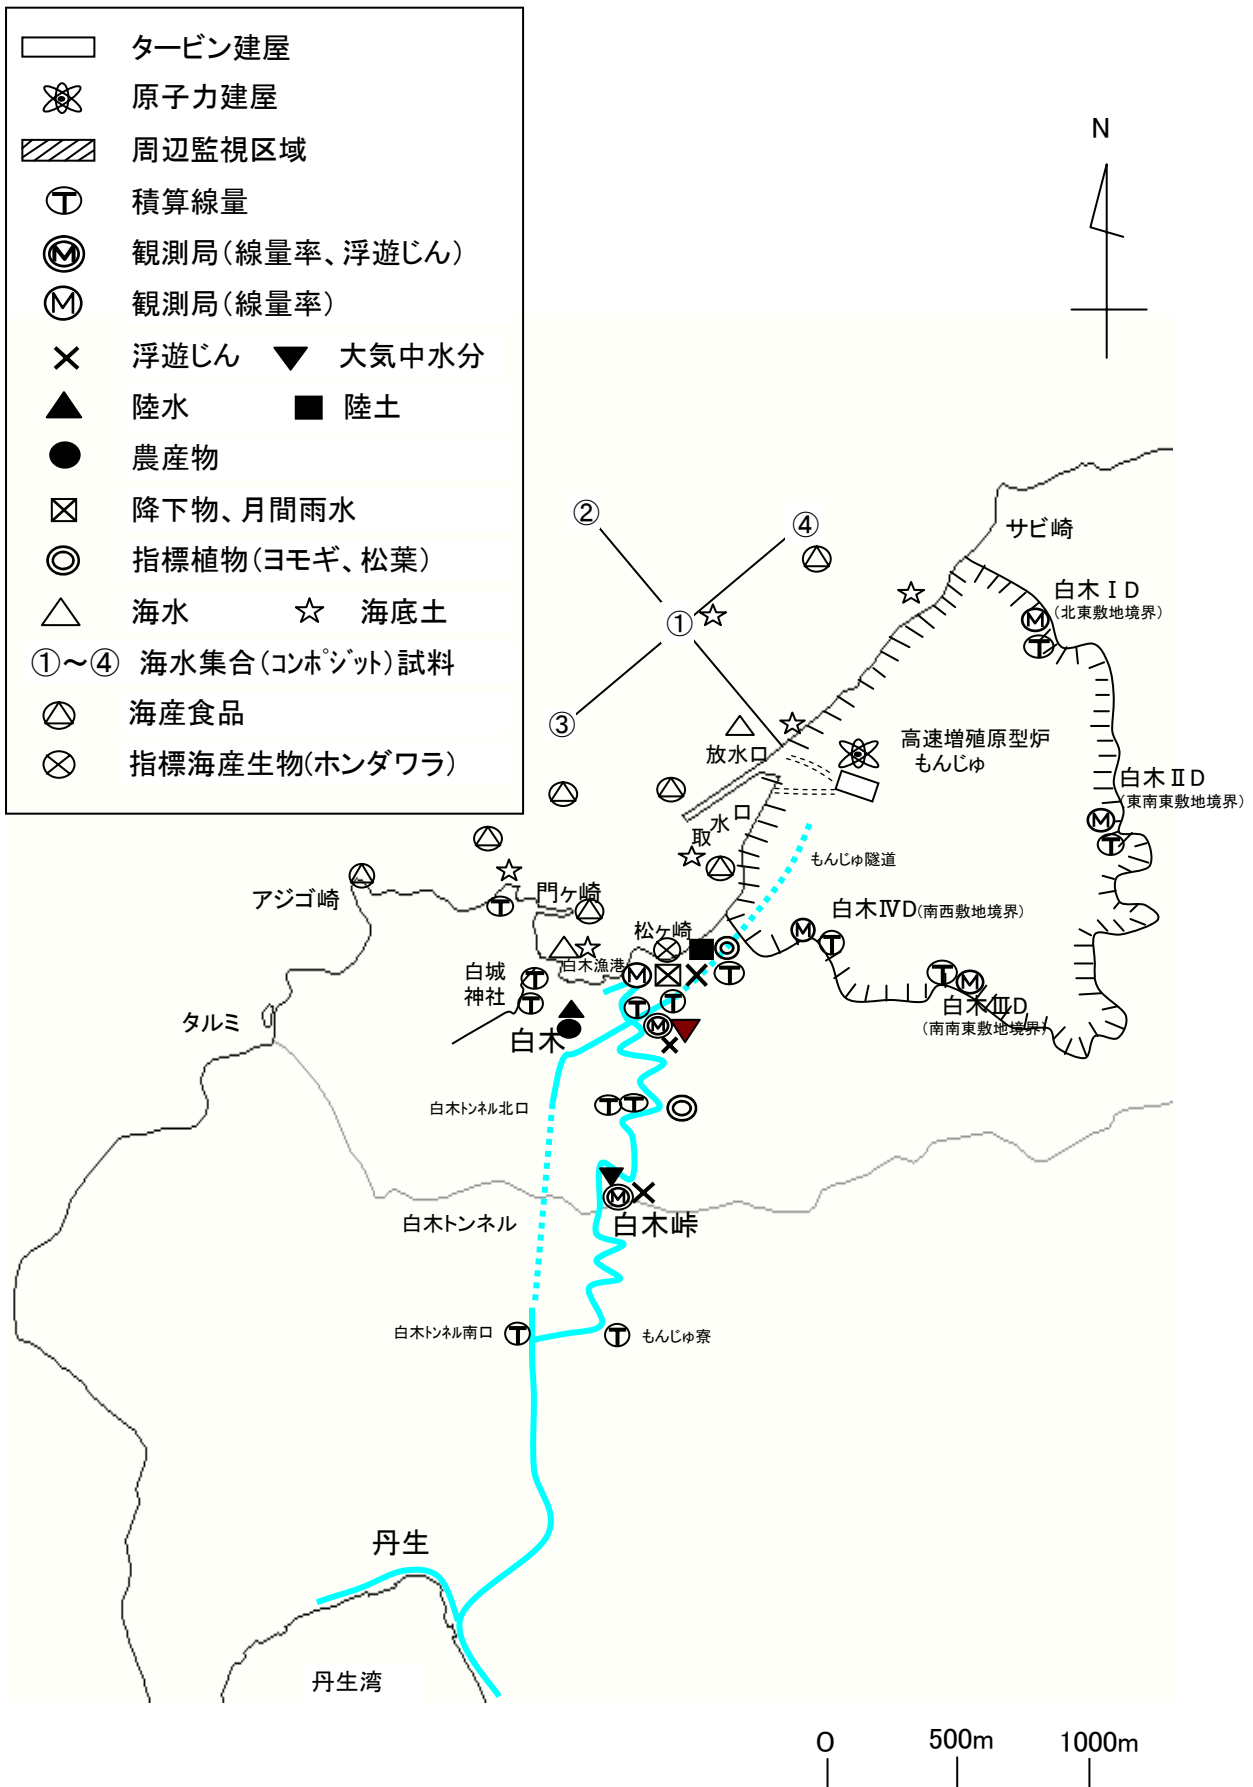 タービン建屋
原子力建屋
周辺監視区域
T 積算線量
M 観測局(線量率、浮遊じん)
M 観測局(線量率)
浮遊じん 大気中水分
陸水 陸土
農産物
降下物、月間雨水
指標植物(ヨモギ、松葉)
海水 海底土
①～④ 海水集合(コンポジット)試料
海産食品
指標海産生物(ホンダワラ)
N
②
④
サビ崎
①
白木ⅠD
(北東敷地境界)
M
T
③
放水口
高速増殖原型炉
もんじゅ
白木ⅡD
(東南東敷地境界)
M
T
取水口
もんじゅ隧道
アジゴ崎
門ヶ崎
T
白木ⅣD(南西敷地境界)
M
T
松ヶ崎
白木漁港
M
T
白城
神社
T
T
T
T
T
M
白木ⅢD
(南南東敷地境界)
タルミ
白木
M
白木トンネル北口
T
T
M
白木トンネル
白木峠
白木トンネル南口
T
T
もんじゅ寮
丹生
丹生湾
0
500m
1000m